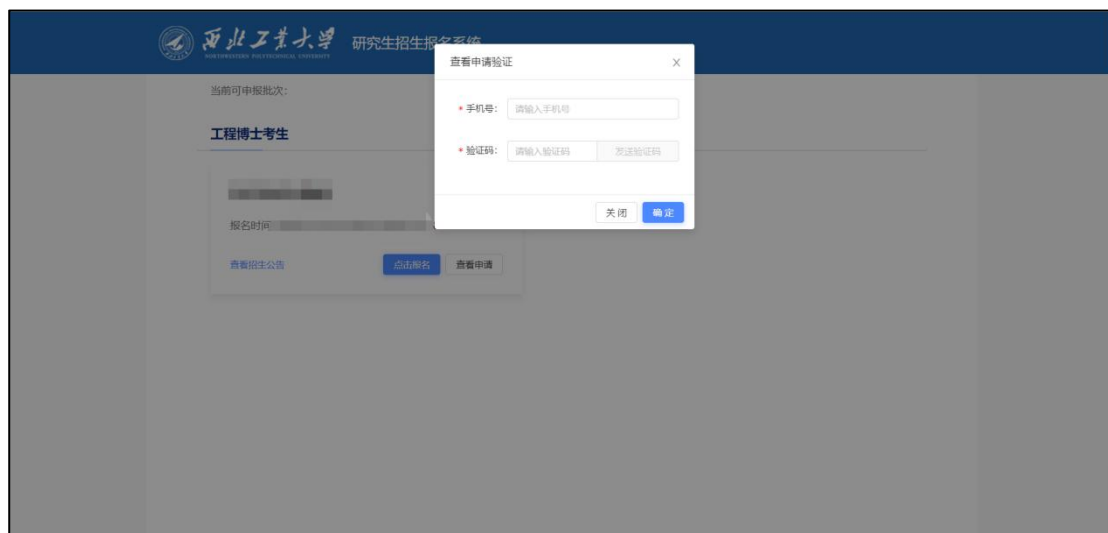 西北工业大学 研究生招生报名系统
NORTHWESTERN POLYTECHNICAL UNIVERSITY
查看申请验证
当前可申报批次:
* 手机号: 请输入手机号
工程博士考生
* 验证码: 请输入验证码 发送验证码
关闭 确定
报名时间
查看招生公告 点击报名 查看申请